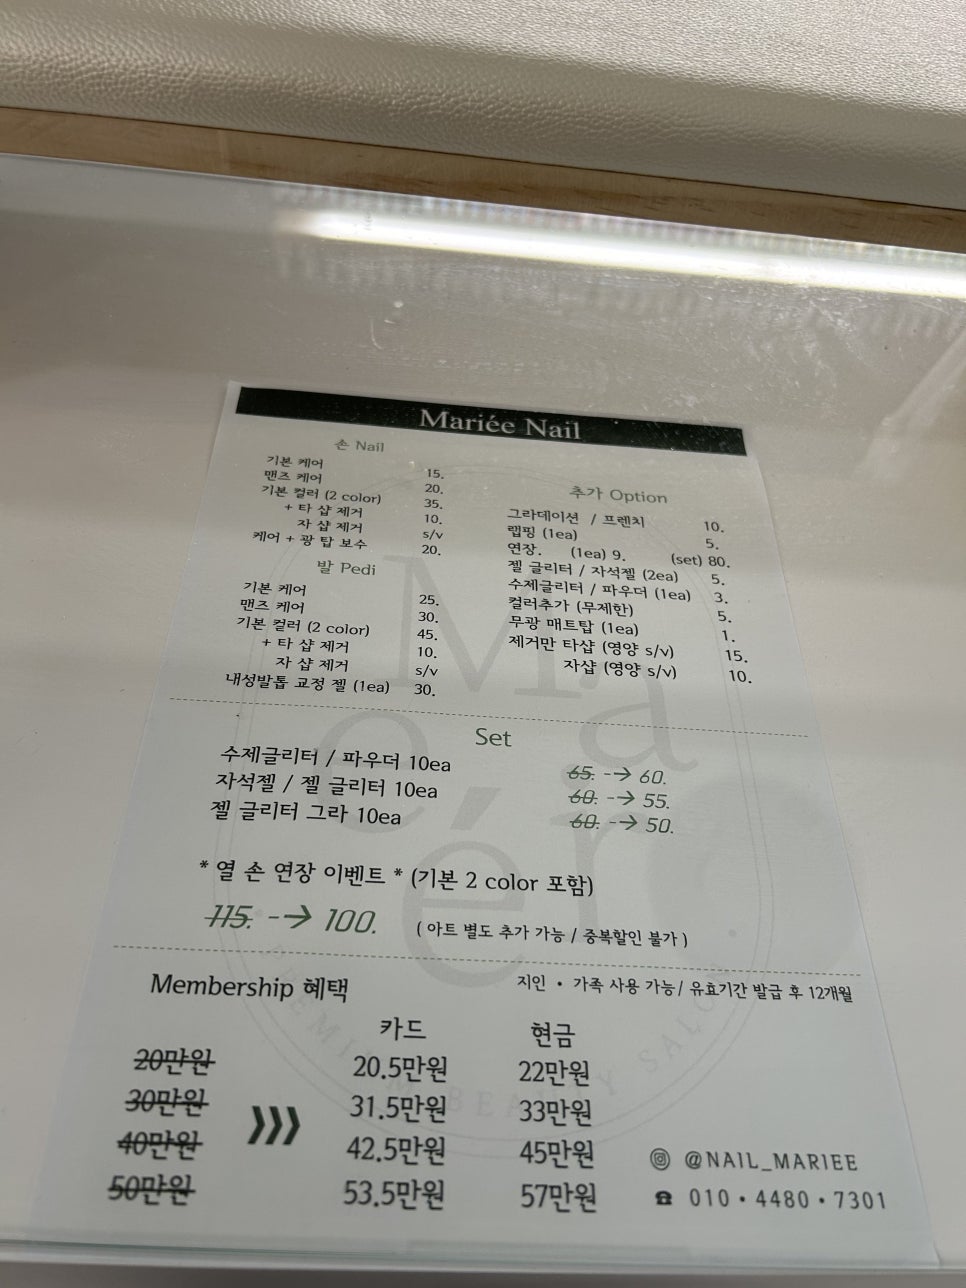 Mariée Nail
손 Nail
기본 케어 15.
맨즈 케어 20.
기본 컬러 (2 color) 35.
+ 타 샵 제거 10.
자 샵 제거 s/v
케어 + 광 탑 보수 20.
발 Pedi
기본 케어 25.
맨즈 케어 30.
기본 컬러 (2 color) 45.
+ 타 샵 제거 10.
자 샵 제거 s/v
내성발톱 교정 젤 (1ea) 30.
추가 Option
그라데이션 / 프렌치 10.
랩핑 (1ea) 5.
연장. (1ea) 9. (set) 80.
젤 글리터 / 자석젤 (2ea) 5.
수제글리터 / 파우더 (1ea) 3.
컬러추가 (무제한) 5.
무광 매트탑 (1ea) 1.
제거만 타샵 (영양 s/v) 15.
자샵 (영양 s/v) 10.
Set
수제글리터 / 파우더 10ea 65. --> 60.
자석젤 / 젤 글리터 10ea 60. --> 55.
젤 글리터 그라 10ea 60. --> 50.
* 열 손 연장 이벤트 * (기본 2 color 포함)
115. --> 100. ( 아트 별도 추가 가능 / 중복할인 불가 )
Membership 혜택 지인 • 가족 사용 가능/ 유효기간 발급 후 12개월
카드 현금
20만원 20.5만원 22만원
30만원 31.5만원 33만원
40만원 42.5만원 45만원
50만원 53.5만원 57만원
@NAIL_MARIEE
010 • 4480 • 7301